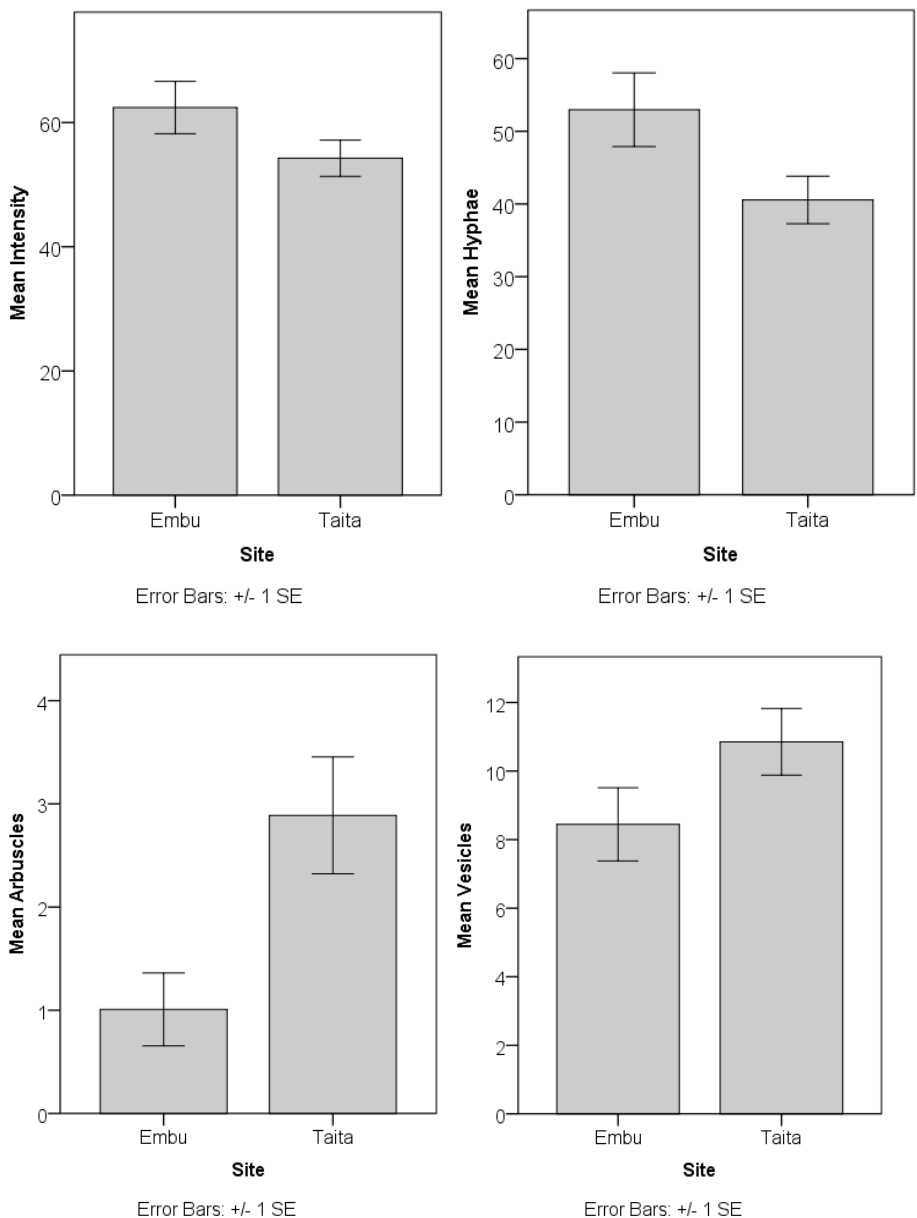 Mean Intensity
60
40
20
0
Embu Taita
Site
Error Bars: +/- 1 SE
Mean Hyphae
60
50
40
30
20
10
0
Embu Taita
Site
Error Bars: +/- 1 SE
Mean Arbuscles
4
3
2
1
0
Embu Taita
Site
Error Bars: +/- 1 SE
Mean Vesicles
12
10
8
6
4
2
0
Embu Taita
Site
Error Bars: +/- 1 SE